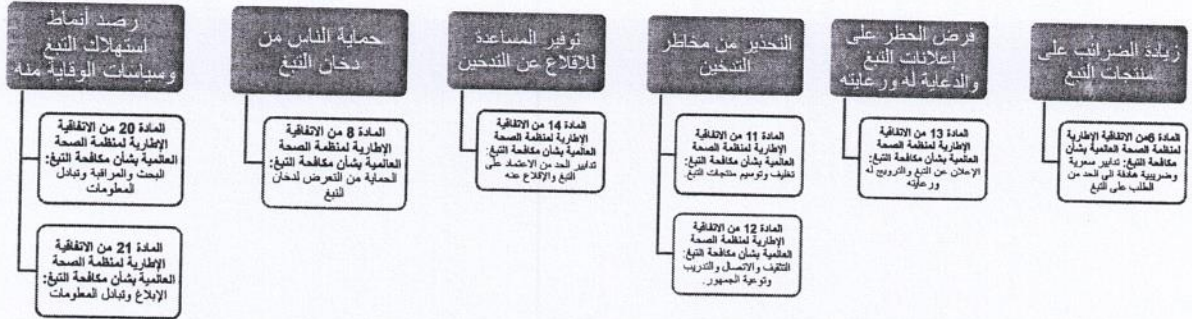 زيادة الضرائب على
منتجات التبغ
المادة 6من الاتفاقية الإطارية
لمنظمة الصحة العالمية بشأن
مكافحة التبغ: تدابير سعرية
وضريبية هادفة الى الحد من
الطلب على التبغ
فرض الحظر على
إعلانات التبغ
والدعاية له ورعايته
المادة 13 من الاتفاقية
الإطارية لمنظمة الصحة
العالمية بشأن مكافحة التبغ:
الإعلان عن التبغ والترويج له
ورعايته
التحذير من مخاطر
التدخين
المادة 11 من الاتفاقية
الإطارية لمنظمة الصحة
العالمية بشأن مكافحة التبغ:
تغليف وتوسيم منتجات التبغ.
المادة 12 من الاتفاقية
الإطارية لمنظمة الصحة
العالمية بشأن مكافحة التبغ:
التثقيف والاتصال والتدريب
وتوعية الجمهور.
توفير المساعدة
للإقلاع عن التدخين
المادة 14 من الاتفاقية
الإطارية لمنظمة الصحة
العالمية بشأن مكافحة التبغ:
تدابير الحد من الاعتماد على
التبغ والإقلاع عنه
حماية الناس من
دخان التبغ
المادة 8 من الاتفاقية
الإطارية لمنظمة الصحة
العالمية بشأن مكافحة التبغ:
الحماية من التعرض لدخان
التبغ
رصد أنماط
استهلاك التبغ
وسياسات الوقاية منه
المادة 20 من الاتفاقية
الإطارية لمنظمة الصحة
العالمية بشأن مكافحة التبغ:
البحث والمراقبة وتبادل
المعلومات
المادة 21 من الاتفاقية
الإطارية لمنظمة الصحة
العالمية بشأن مكافحة التبغ:
الإبلاغ وتبادل المعلومات